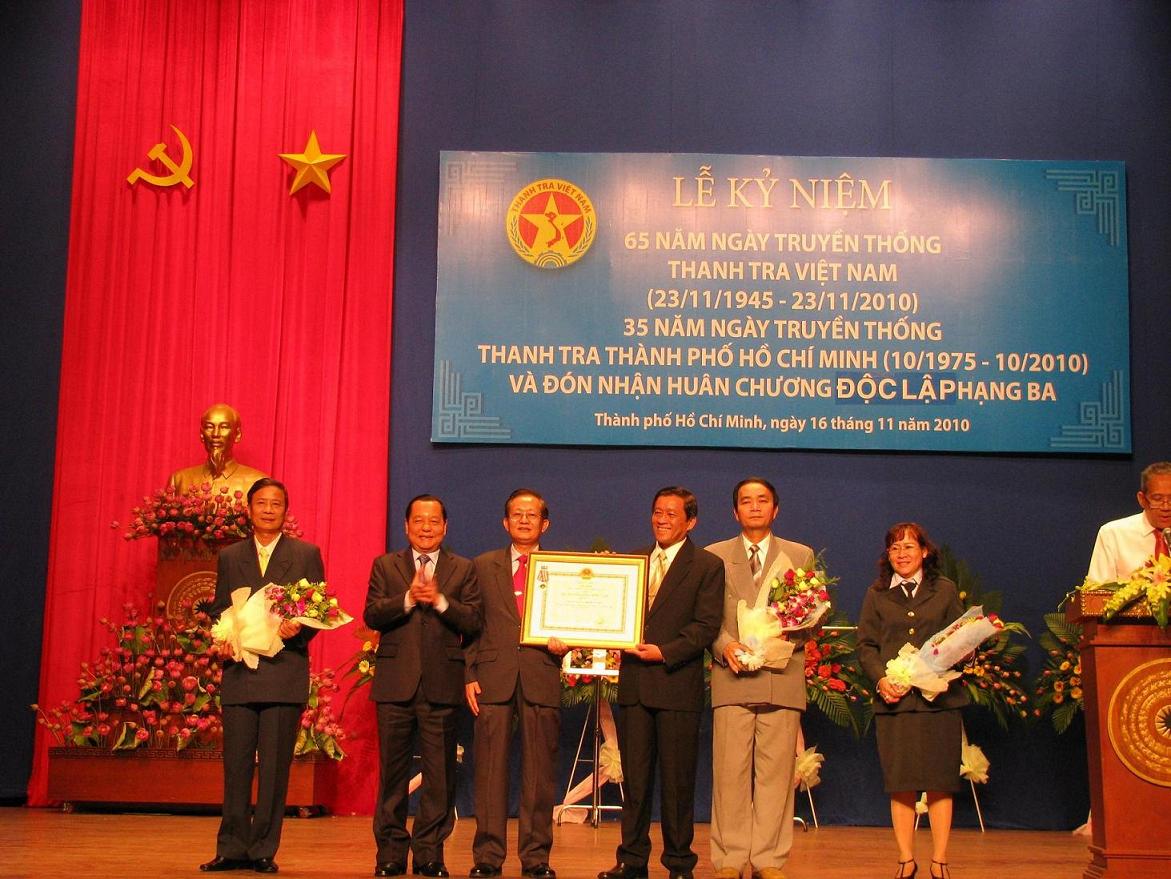 THANH TRA VIỆT NAM
LỄ KỶ NIỆM
65 NĂM NGÀY TRUYỀN THỐNG
THANH TRA VIỆT NAM
(23/11/1945 - 23/11/2010)
35 NĂM NGÀY TRUYỀN THỐNG
THANH TRA THÀNH PHỐ HỒ CHÍ MINH (10/1975 - 10/2010)
VÀ ĐÓN NHẬN HUÂN CHƯƠNG ĐỘC LẬP HẠNG BA
Thành phố Hồ Chí Minh, ngày 16 tháng 11 năm 2010